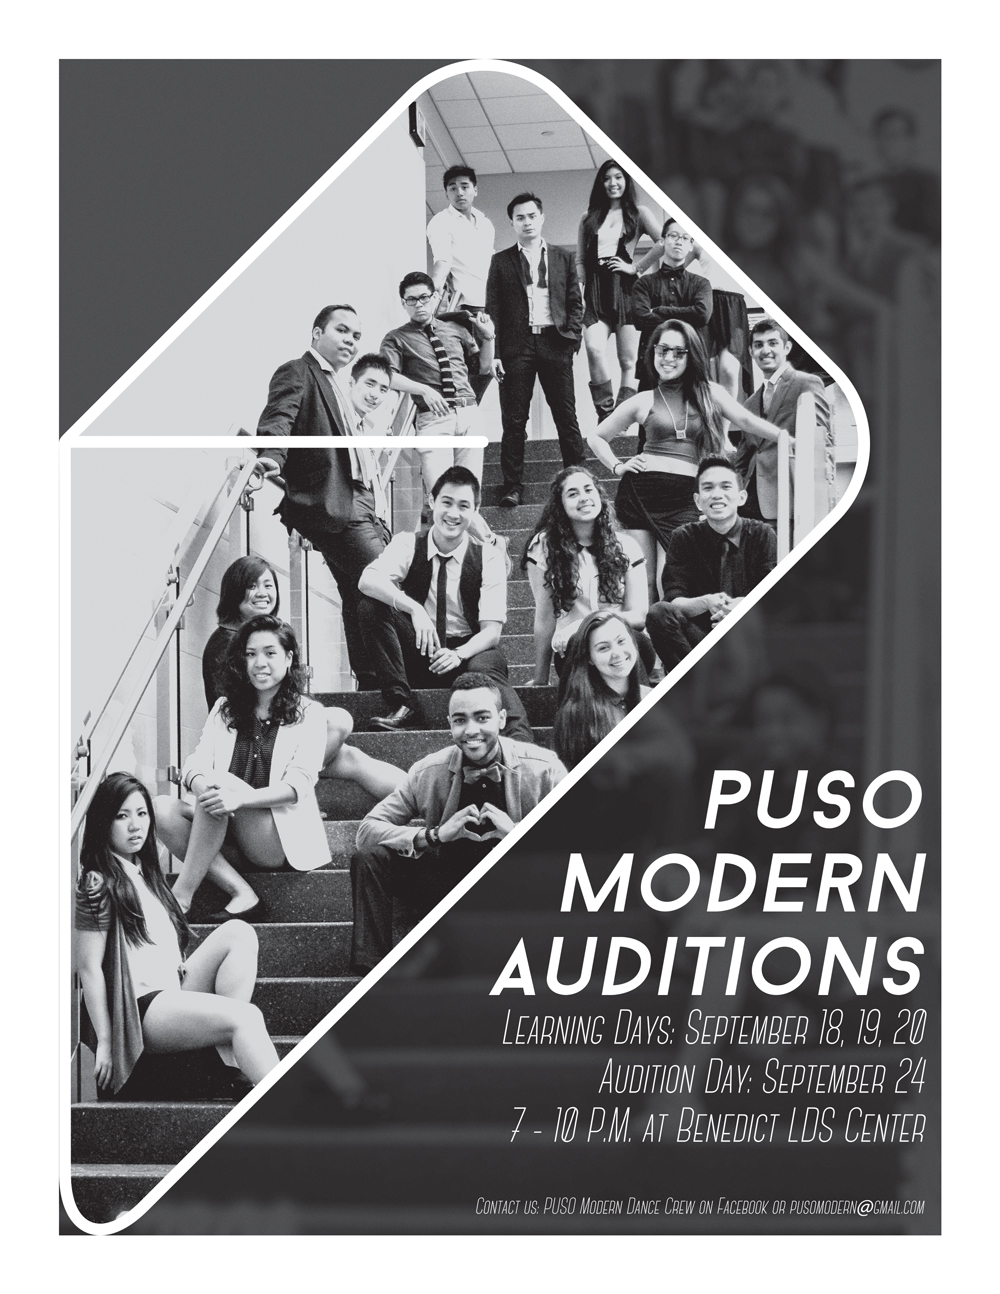 PUSO
MODERN
AUDITIONS
LEARNING DAYS: SEPTEMBER 18, 19, 20
AUDITION DAY: SEPTEMBER 24
7 - 10 P.M. AT BENEDICT LDS CENTER
CONTACT US: PUSO MODERN DANCE CREW ON FACEBOOK OR PUSOMODERN@GMAIL.COM